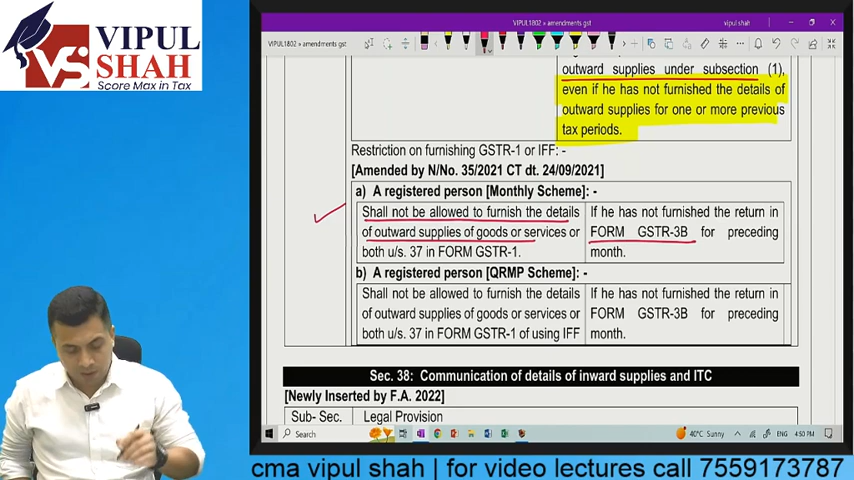 VIPUL
SHAH
VS
Score Max in Tax
VIPUL1802 » amendments gst
vipul shah
VIPUL1802 » amendments gst
outward supplies under subsection (1),
even if he has not furnished the details of
outward supplies for one or more previous
tax periods.
Restriction on furnishing GSTR-1 or IFF: -
[Amended by N/No. 35/2021 CT dt. 24/09/2021]
a) A registered person [Monthly Scheme]: -
Shall not be allowed to furnish the details
of outward supplies of goods or services or
both u/s. 37 in FORM GSTR-1.
If he has not furnished the return in
FORM GSTR-3B for preceding
month.
b) A registered person [QRMP Scheme]: -
Shall not be allowed to furnish the details
of outward supplies of goods or services or
both u/s. 37 in FORM GSTR-1 of using IFF
If he has not furnished the return in
FORM GSTR-3B for preceding
month.
Sec. 38: Communication of details of inward supplies and ITC
[Newly Inserted by F.A. 2022]
Sub- Sec.
Legal Provision
Search
40°C Sunny
ENG
4:50 PM
cma vipul shah | for video lectures call 7559173787